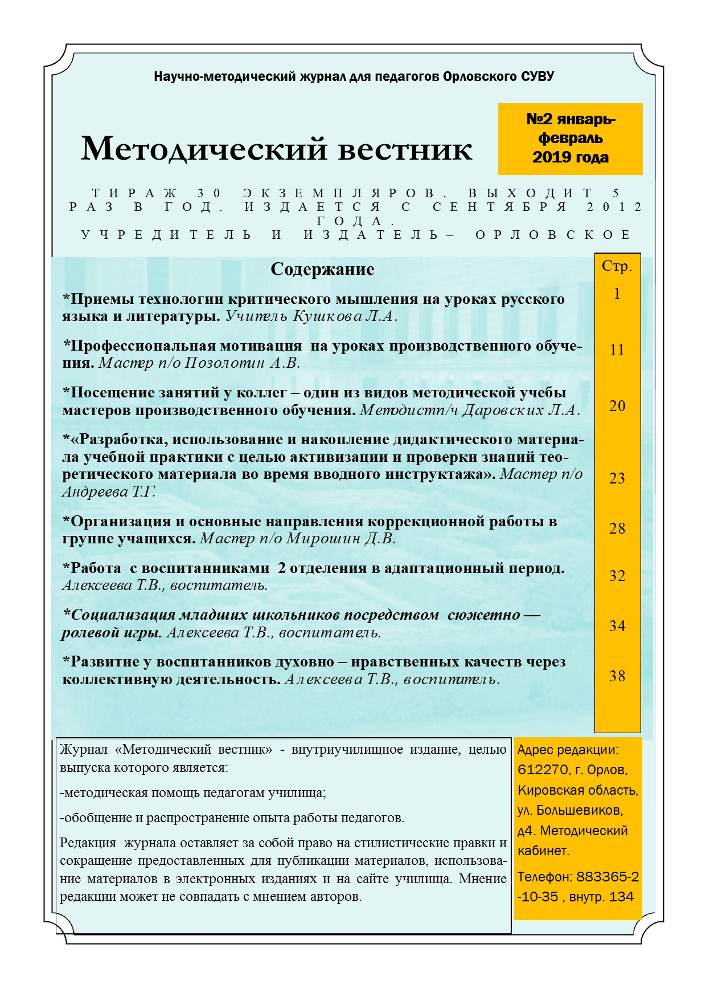 Научно-методический журнал для педагогов Орловского СУВУ
№2 январь-
февраль
2019 года
Методический вестник
ТИРАЖ 30 ЭКЗЕМПЛЯРОВ. ВЫХОДИТ 5
РАЗ В ГОД. ИЗДАЕТСЯ С СЕНТЯБРЯ 2012
ГОДА.
УЧРЕДИТЕЛЬ И ИЗДАТЕЛЬ– ОРЛОВСКОЕ
Содержание
Стр.
*Приемы технологии критического мышления на уроках русского
1
языка и литературы. Учитель Кушкова Л.А.
*Профессиональная мотивация на уроках производственного обуче-
11
ния. Мастер п/о Позолотин А.В.
*Посещение занятий у коллег – один из видов методической учебы
20
мастеров производственного обучения. Методист п/ч Даровских Л.А.
*«Разработка, использование и накопление дидактического материа-
ла учебной практики с целью активизации и проверки знаний тео-
ретического материала во время вводного инструктажа». Мастер п/о
23
Андреева Т.Г.
*Организация и основные направления коррекционной работы в
28
группе учащихся. Мастер п/о Мирошин Д.В.
*Работа с воспитанниками 2 отделения в адаптационный период.
32
Алексеева Т.В., воспитатель.
*Социализация младших школьников посредством сюжетно —
34
ролевой игры. Алексеева Т.В., воспитатель.
*Развитие у воспитанников духовно – нравственных качеств через
38
коллективную деятельность. Алексеева Т.В., воспитатель.
Журнал «Методический вестник» - внутриучилищное издание, целью
выпуска которого является:
-методическая помощь педагогам училища;
-обобщение и распространение опыта работы педагогов.
Редакция журнала оставляет за собой право на стилистические правки и
сокращение предоставленных для публикации материалов, использова-
ние материалов в электронных изданиях и на сайте училища. Мнение
редакции может не совпадать с мнением авторов.
Адрес редакции:
612270, г. Орлов,
Кировская область,
ул. Большевиков,
д4. Методический
кабинет.
Телефон: 883365-2
-10-35 , внутр. 134